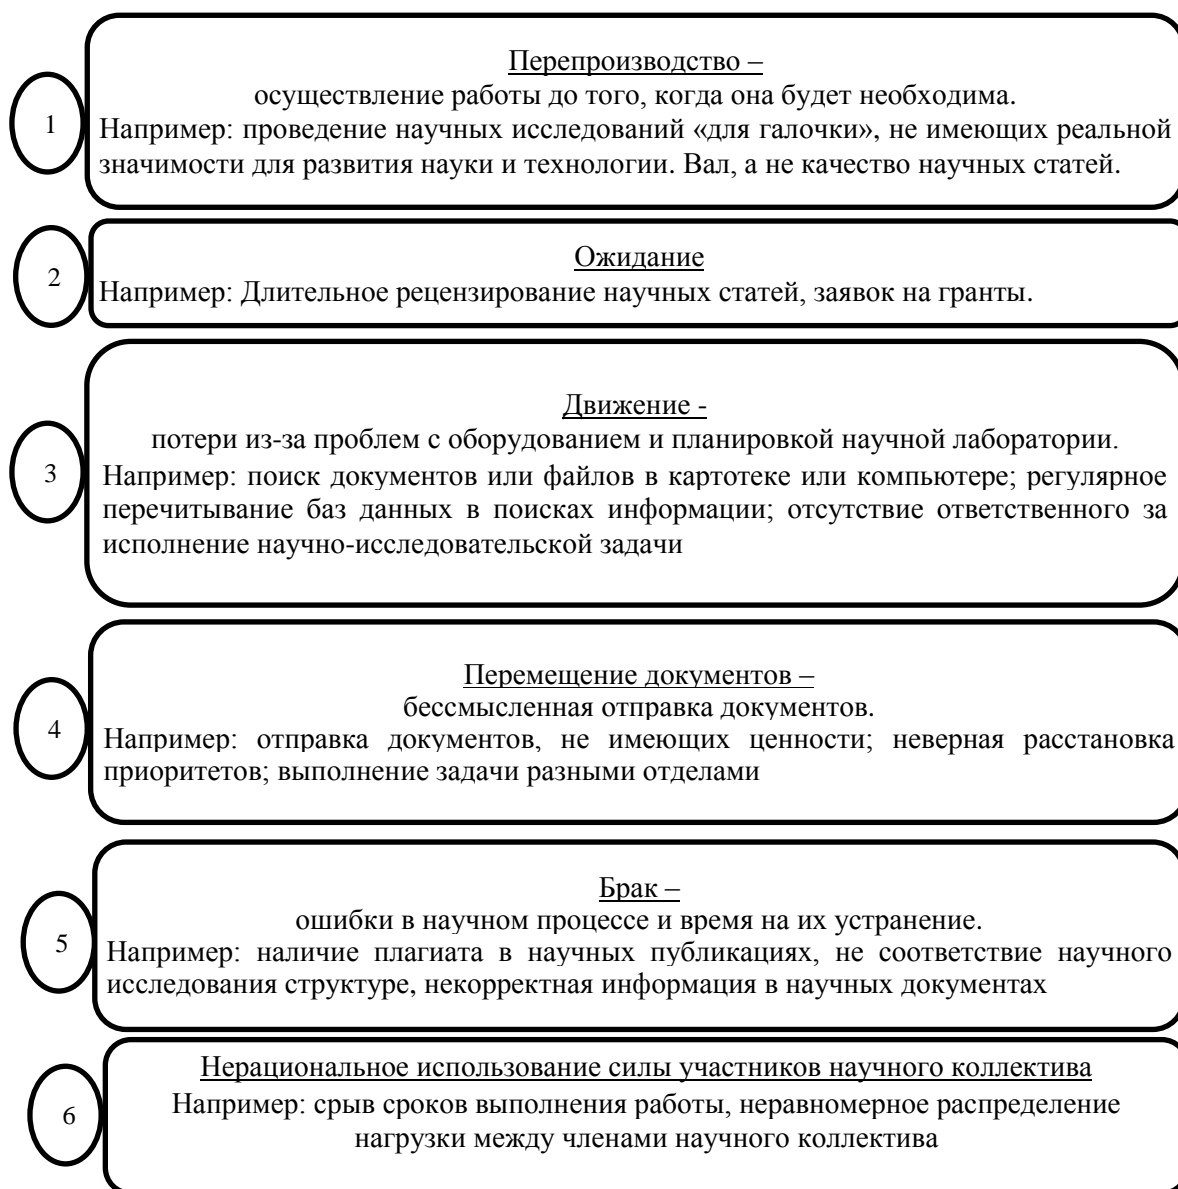 Перепроизводство –
осуществление работы до того, когда она будет необходима.
1
Например: проведение научных исследований «для галочки», не имеющих реальной
значимости для развития науки и технологии. Вал, а не качество научных статей.
Ожидание
2
Например: Длительное рецензирование научных статей, заявок на гранты.
Движение -
потери из-за проблем с оборудованием и планировкой научной лаборатории.
3
Например: поиск документов или файлов в картотеке или компьютере; регулярное
перечитывание баз данных в поисках информации; отсутствие ответственного за
исполнение научно-исследовательской задачи
Перемещение документов –
бессмысленная отправка документов.
4
Например: отправка документов, не имеющих ценности; неверная расстановка
приоритетов; выполнение задачи разными отделами
Брак –
ошибки в научном процессе и время на их устранение.
5
Например: наличие плагиата в научных публикациях, не соответствие научного
исследования структуре, некорректная информация в научных документах
Нерациональное использование силы участников научного коллектива
6
Например: срыв сроков выполнения работы, неравномерное распределение
нагрузки между членами научного коллектива